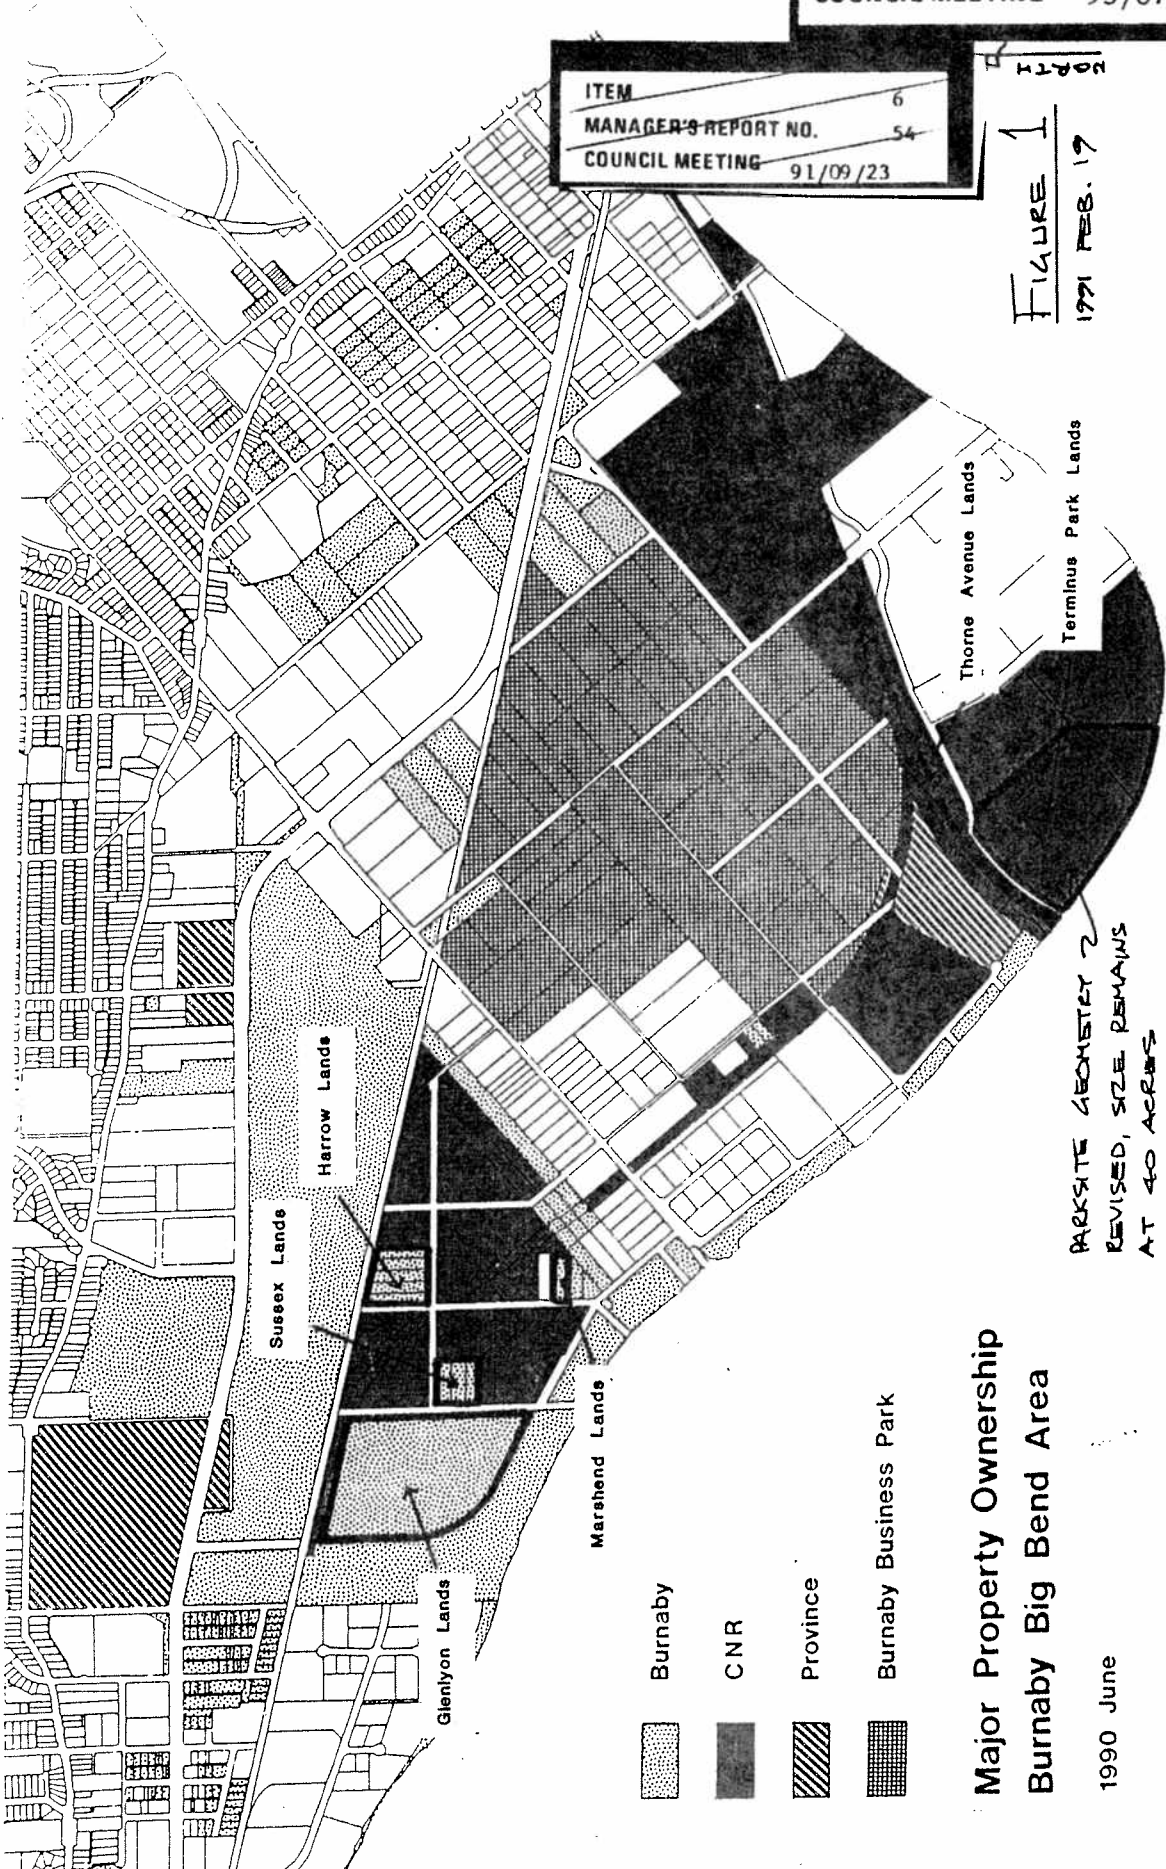 COUNCIL MEETING
ITEM 6
MANAGER'S REPORT NO. 54
COUNCIL MEETING 91/09/23
NORTH
FIGURE 1
1991 FEB. 19
Thorne Avenue Lands
Terminus Park Lands
Harrow Lands
Sussex Lands
Marshend Lands
Glenlyon Lands
PARKSITE GEOMETRY
REVISED, SIZE REMAINS
AT 40 ACRES
Burnaby
CNR
Province
Burnaby Business Park
Major Property Ownership
Burnaby Big Bend Area
1990 June